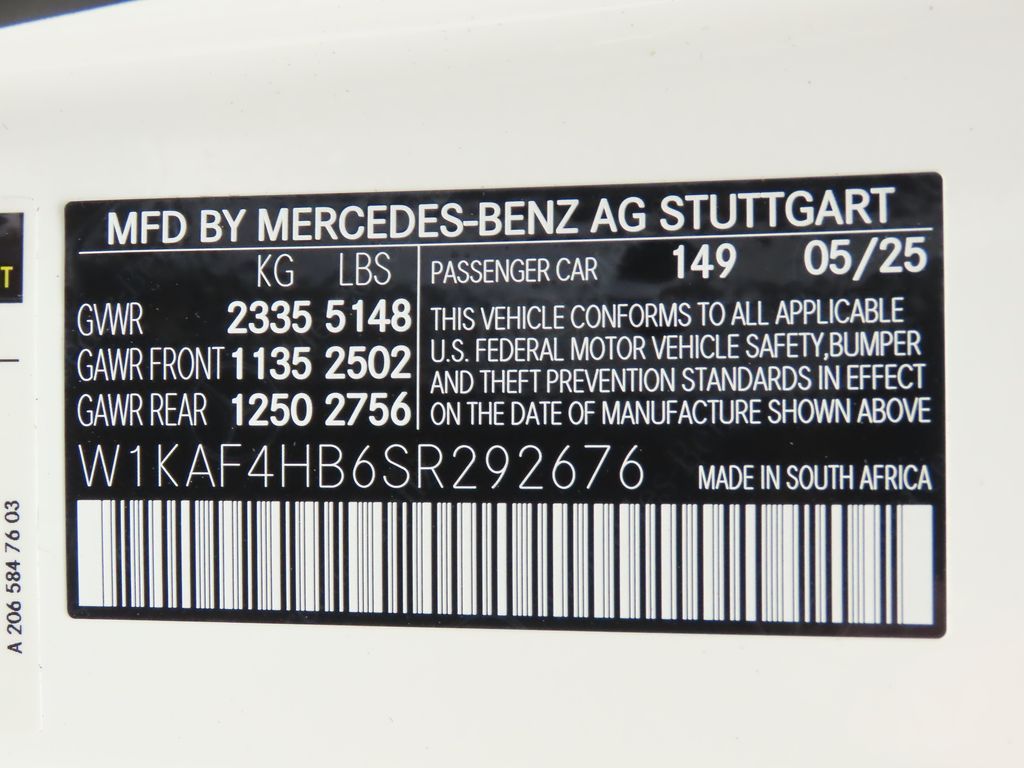 MFD BY MERCEDES-BENZ AG STUTTGART
KG LBS
GVWR 2335 5148
GAWR FRONT 1135 2502
GAWR REAR 1250 2756
PASSENGER CAR 149 05/25
THIS VEHICLE CONFORMS TO ALL APPLICABLE
U.S. FEDERAL MOTOR VEHICLE SAFETY,BUMPER
AND THEFT PREVENTION STANDARDS IN EFFECT
ON THE DATE OF MANUFACTURE SHOWN ABOVE
W1KAF4HB6SR292676
MADE IN SOUTH AFRICA
T
A 206 584 76 03